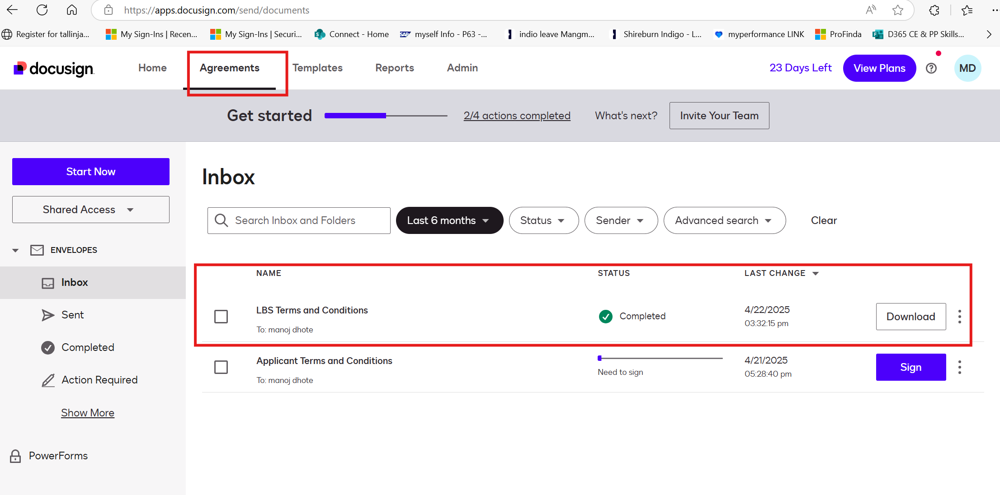 https://apps.docusign.com/send/documents
Register for tallinja... My Sign-Ins | Recen... My Sign-Ins | Securi... Connect - Home myself Info - P63 -... indio leave Mangm... Shireburn Indigo - L... myperformance LINK ProFinda D365 CE & PP Skills...
docusign Home Agreements Templates Reports Admin 23 Days Left View Plans MD
Get started 2/4 actions completed What's next? Invite Your Team
Start Now
Shared Access
ENVELOPES
Inbox
Sent
Completed
Action Required
Show More
PowerForms
Inbox
Search Inbox and Folders Last 6 months Status Sender Advanced search Clear
NAME STATUS LAST CHANGE
LBS Terms and Conditions Completed 4/22/2025 Download
To: manoj dhote 03:32:15 pm
Applicant Terms and Conditions 4/21/2025 Sign
To: manoj dhote Need to sign 05:28:40 pm